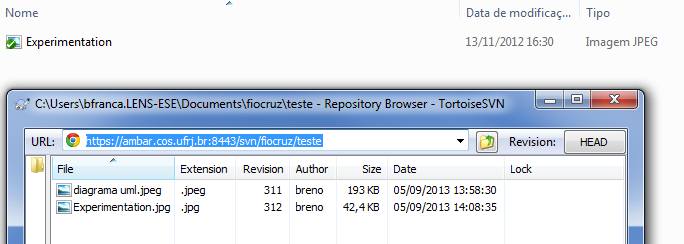 Nome Data de modificaç... Tipo
Experimentation 13/11/2012 16:30 Imagem JPEG
C:\Users\bfranca.LENS-ESE\Documents\fiocruz\teste - Repository Browser - TortoiseSVN
URL: https://ambar.cos.ufrj.br:8443/svn/fiocruz/teste Revision: HEAD
File Extension Revision Author Size Date Lock
diagrama uml.jpeg .jpeg 311 breno 193 KB 05/09/2013 13:58:30
Experimentation.jpg .jpg 312 breno 42,4 KB 05/09/2013 14:08:35